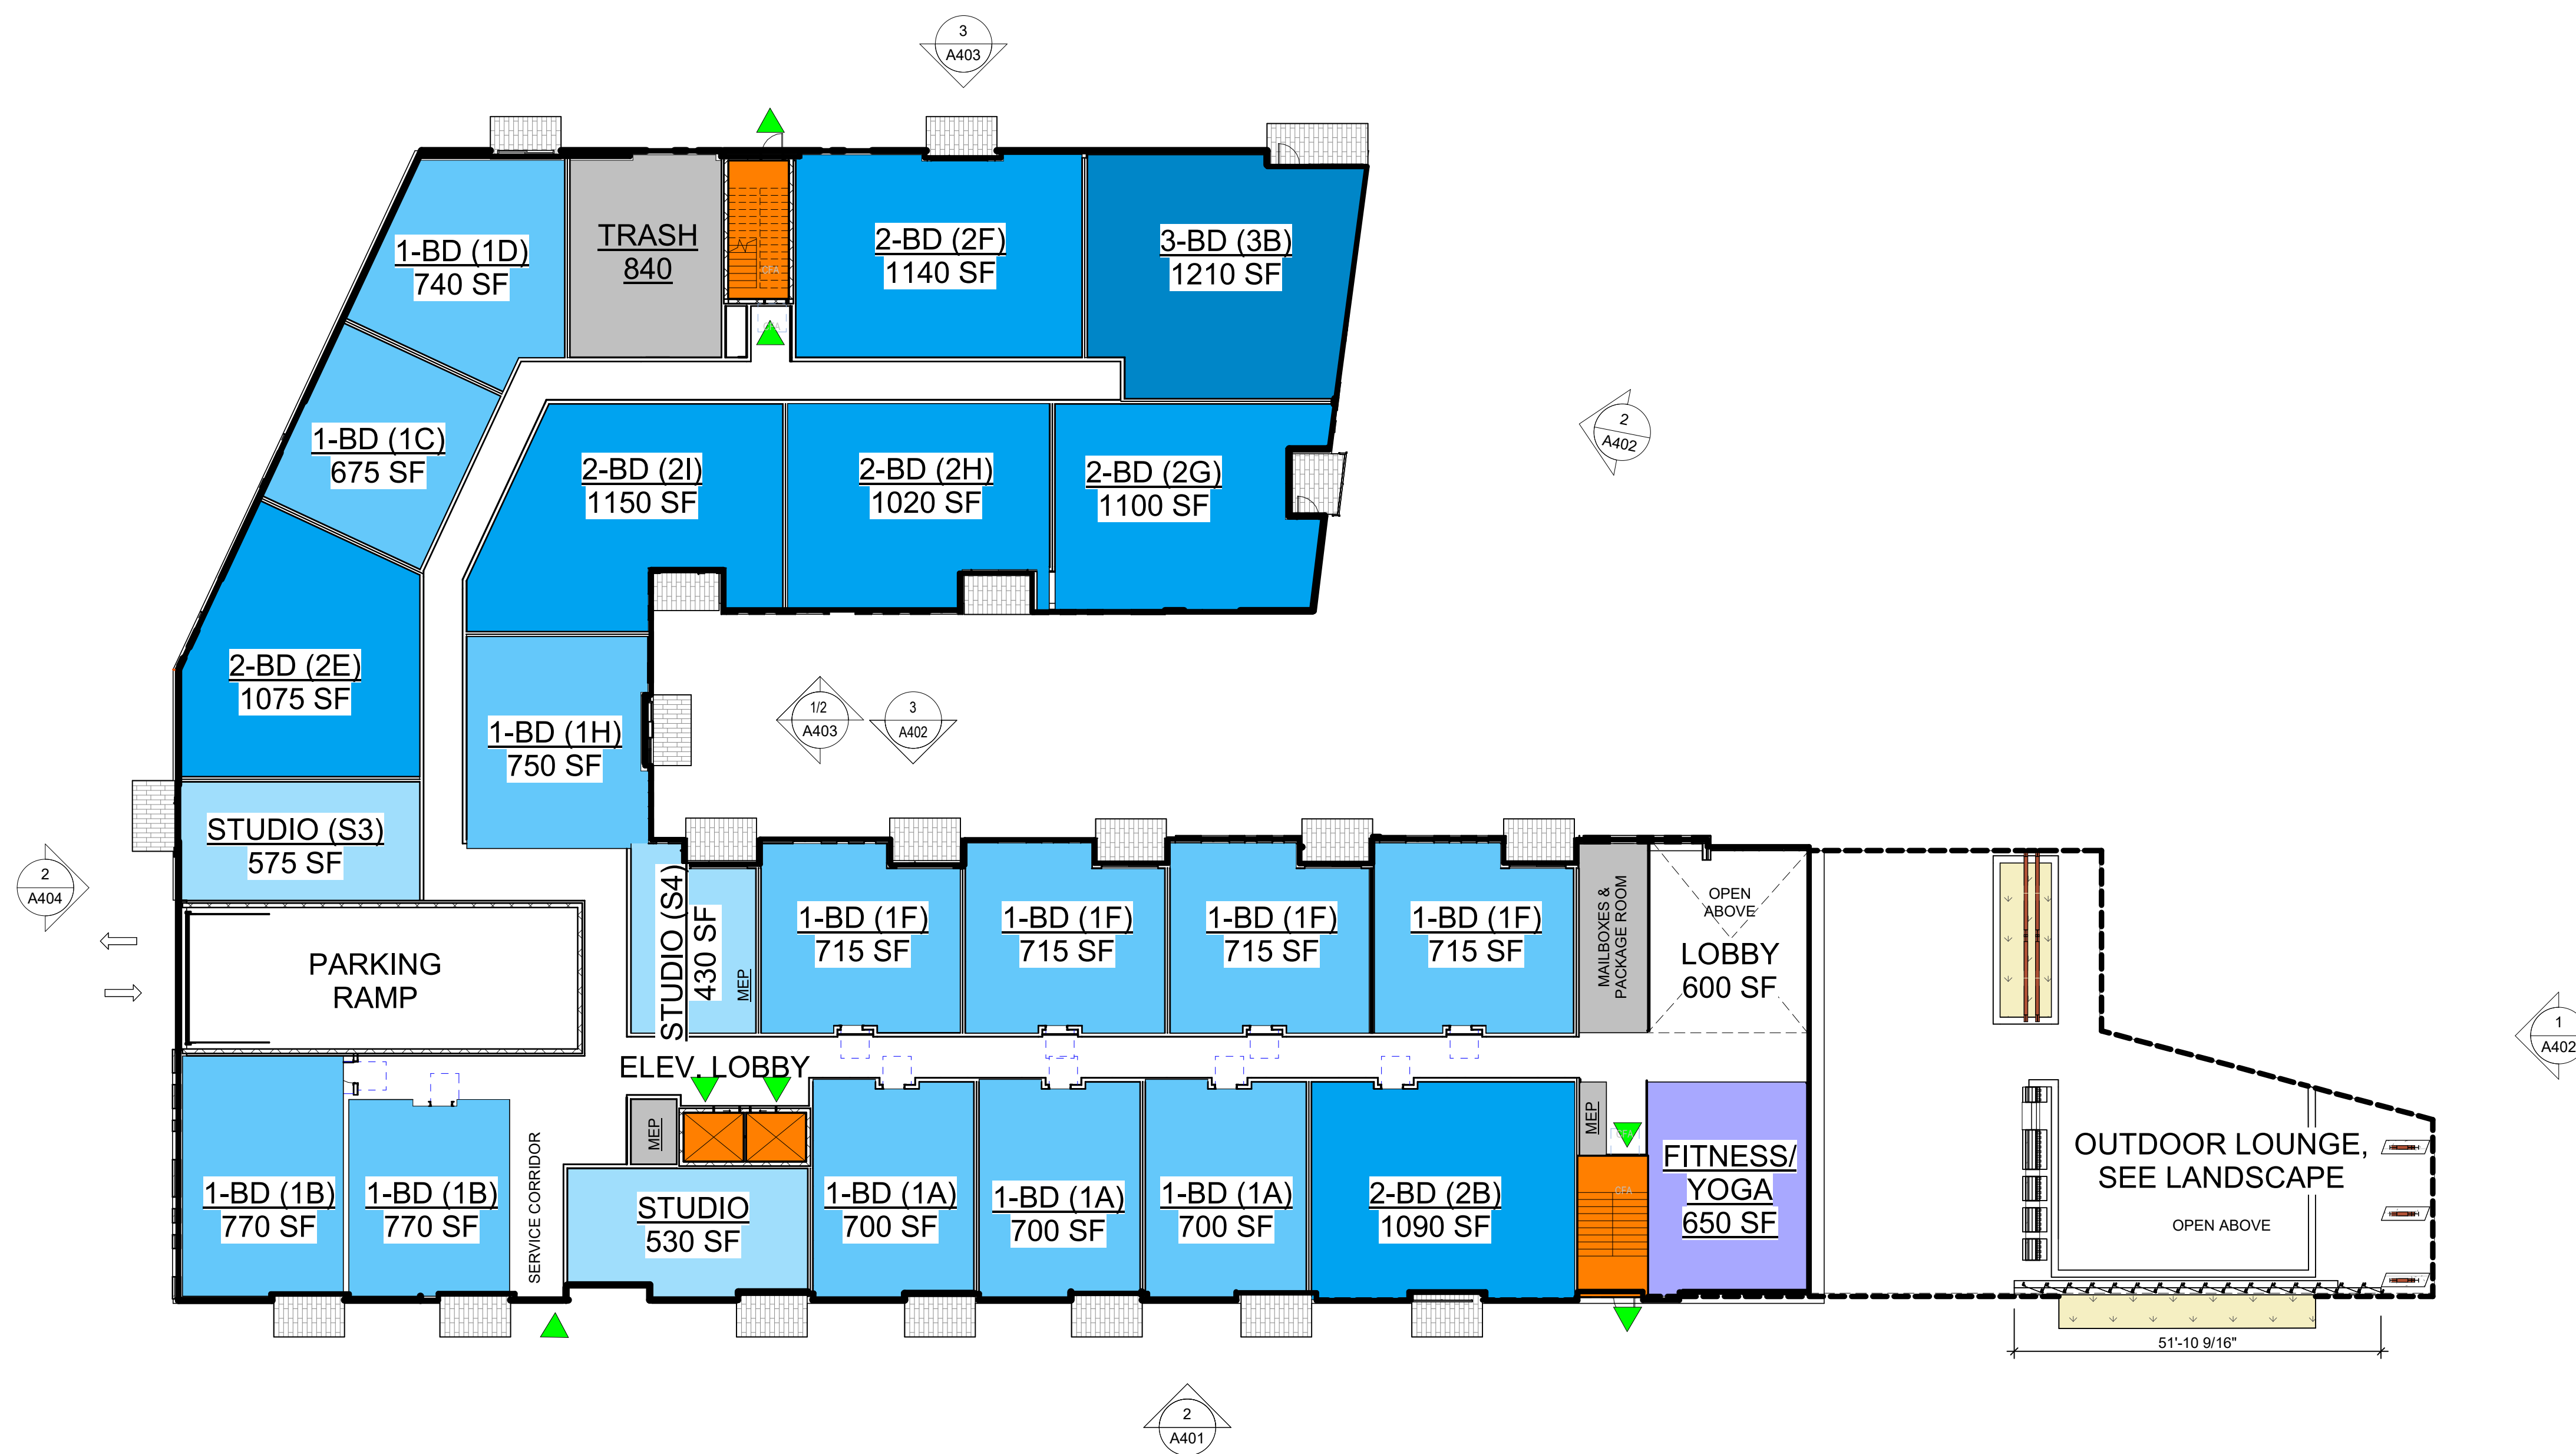 3
A403
1-BD (1D)
740 SF
TRASH
840
CFA
CFA
2-BD (2F)
1140 SF
3-BD (3B)
1210 SF
1-BD (1C)
675 SF
2-BD (2I)
1150 SF
2-BD (2H)
1020 SF
2-BD (2G)
1100 SF
2
A402
2-BD (2E)
1075 SF
1-BD (1H)
750 SF
1/2
A403
3
A402
STUDIO (S3)
575 SF
2
A404
STUDIO (S4)
430 SF
MEP
1-BD (1F)
715 SF
1-BD (1F)
715 SF
1-BD (1F)
715 SF
1-BD (1F)
715 SF
MAILBOXES &
PACKAGE ROOM
OPEN
ABOVE
LOBBY
600 SF
PARKING
RAMP
1
A402
ELEV. LOBBY
MEP
MEP
CFA
1-BD (1B)
770 SF
1-BD (1B)
770 SF
SERVICE CORRIDOR
STUDIO
530 SF
1-BD (1A)
700 SF
1-BD (1A)
700 SF
1-BD (1A)
700 SF
2-BD (2B)
1090 SF
CFA
FITNESS/
YOGA
650 SF
OUTDOOR LOUNGE,
SEE LANDSCAPE
OPEN ABOVE
51'-10 9/16"
2
A401